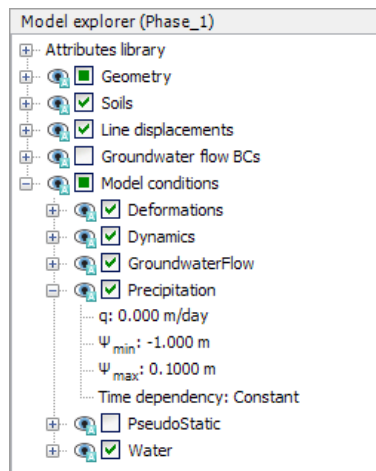 Model explorer (Phase_1)
Attributes library
Geometry
Soils
Line displacements
Groundwater flow BCs
Model conditions
Deformations
Dynamics
GroundwaterFlow
Precipitation
q: 0.000 m/day
Ψmin: -1.000 m
Ψmax: 0.1000 m
Time dependency: Constant
PseudoStatic
Water